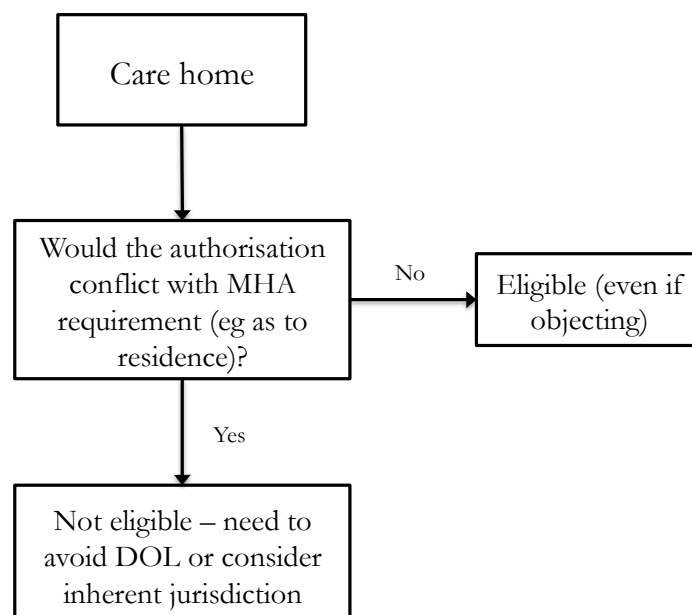 Care home
Would the authorisation
conflict with MHA
requirement (eg as to
residence)?
No
Eligible (even if
objecting)
Yes
Not eligible – need to
avoid DOL or consider
inherent jurisdiction